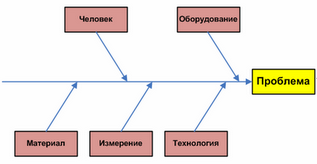 Человек
Оборудование
Проблема
Материал
Измерение
Технология